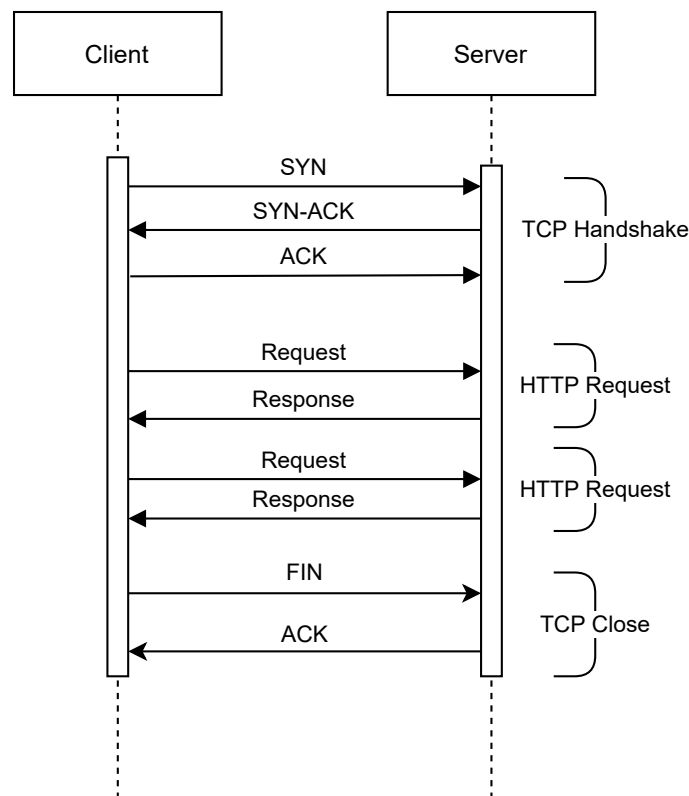 Client
Server
SYN
SYN-ACK
TCP Handshake
ACK
Request
HTTP Request
Response
Request
HTTP Request
Response
FIN
TCP Close
ACK